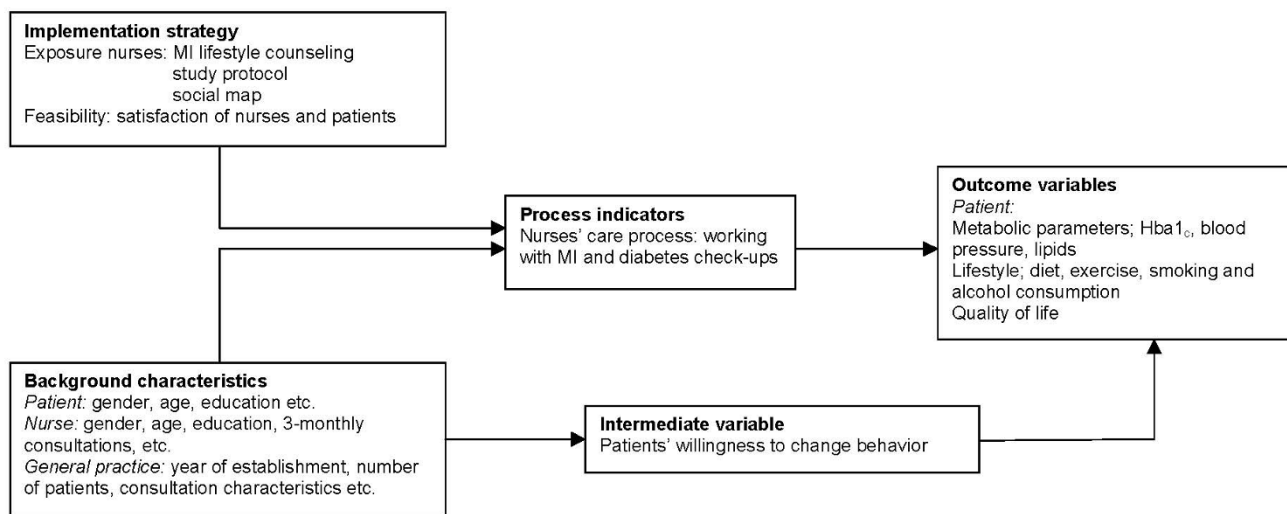 Implementation strategy
Exposure nurses: MI lifestyle counseling
study protocol
social map
Feasibility: satisfaction of nurses and patients
Process indicators
Nurses' care process: working
with MI and diabetes check-ups
Outcome variables
Patient:
Metabolic parameters; Hba1c, blood
pressure, lipids
Lifestyle; diet, exercise, smoking and
alcohol consumption
Quality of life
Background characteristics
Patient: gender, age, education etc.
Nurse: gender, age, education, 3-monthly
consultations, etc.
General practice: year of establishment, number
of patients, consultation characteristics etc.
Intermediate variable
Patients' willingness to change behavior